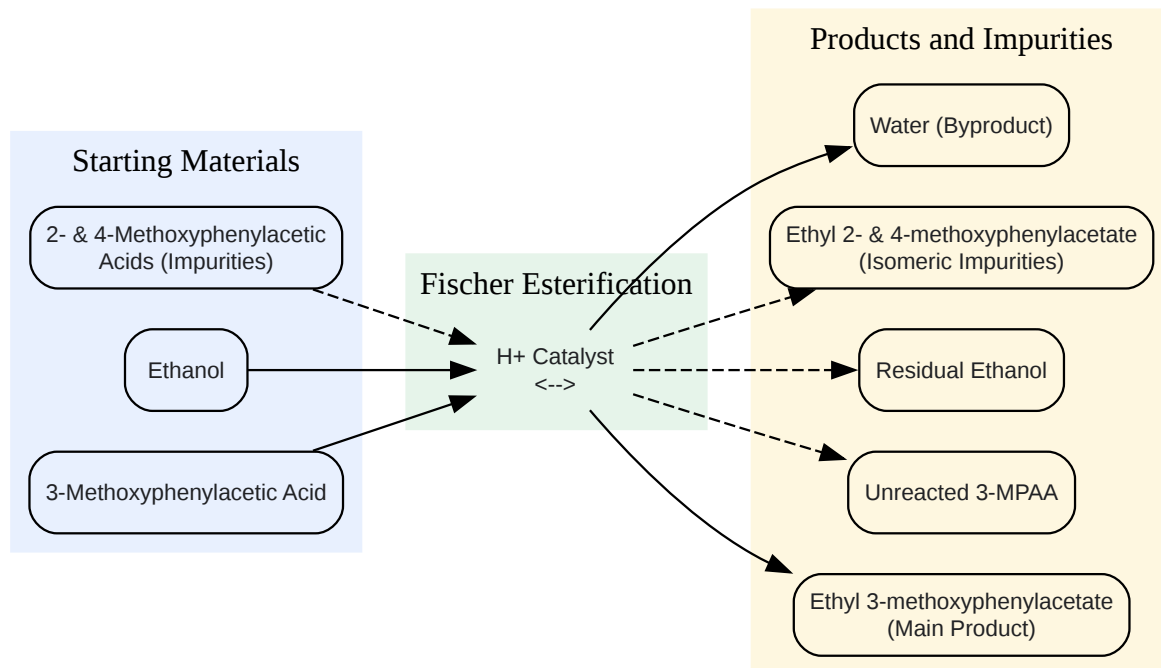 Starting Materials
2- & 4-Methoxyphenylacetic
Acids (Impurities)
Ethanol
3-Methoxyphenylacetic Acid
Fischer Esterification
H+ Catalyst
<-->
Products and Impurities
Water (Byproduct)
Ethyl 2- & 4-methoxyphenylacetate
(Isomeric Impurities)
Residual Ethanol
Unreacted 3-MPAA
Ethyl 3-methoxyphenylacetate
(Main Product)